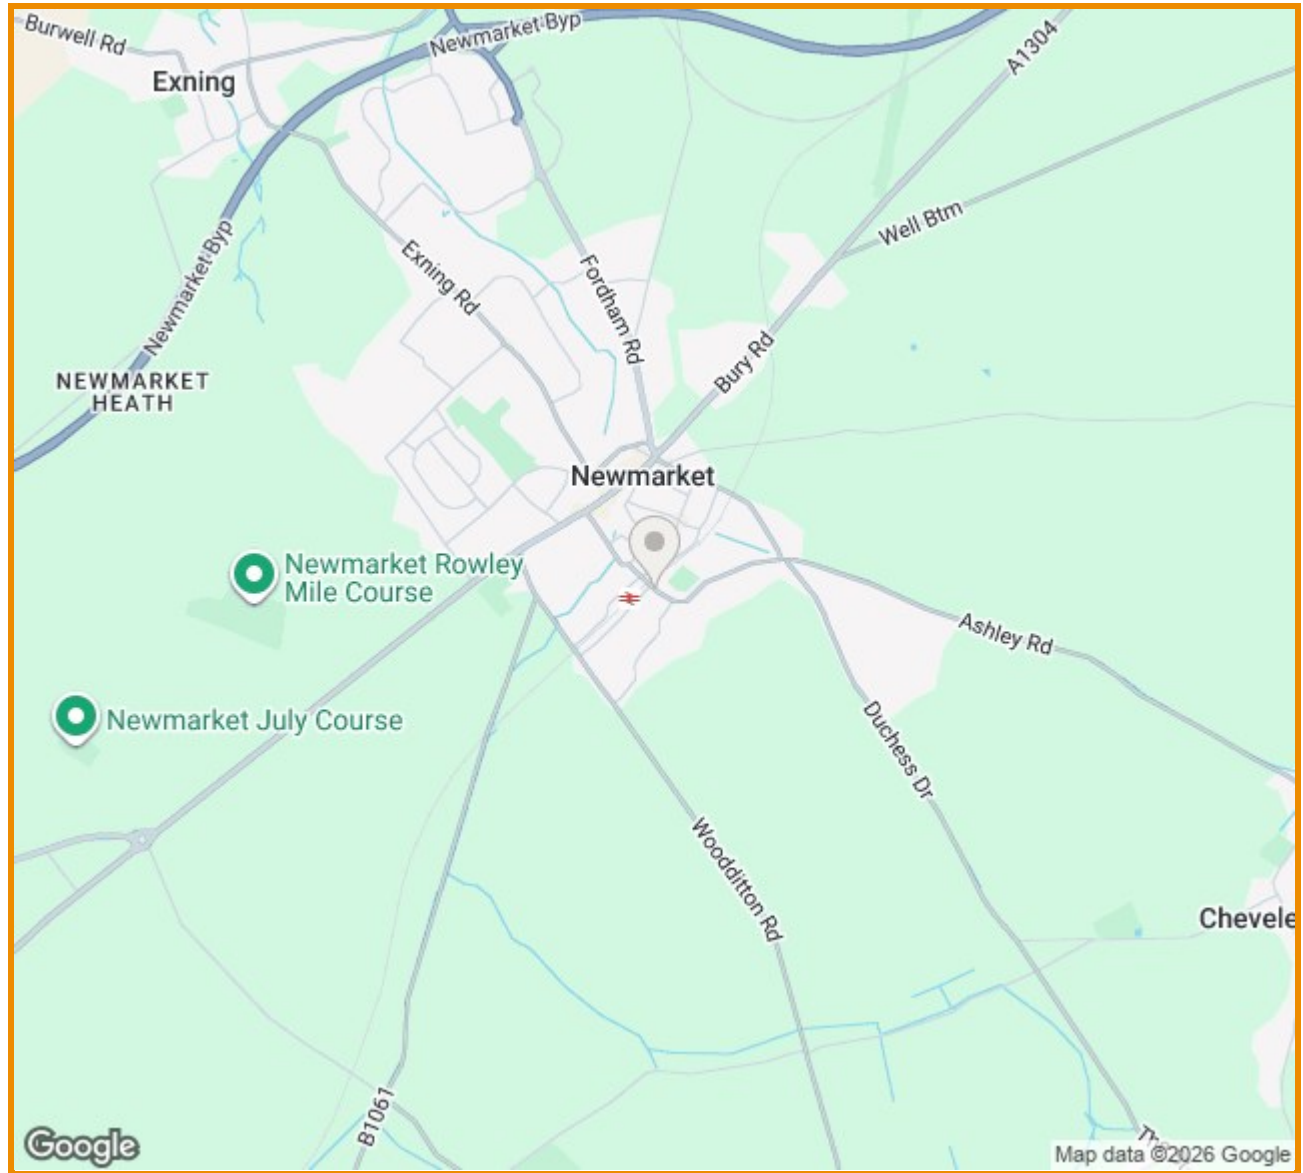 Burwell Rd
Newmarket Byp
Exning
A1304
Well Btm
Newmarket Byp
Exning Rd
Fordham Rd
Bury Rd
NEWMARKET
HEATH
Newmarket
Newmarket Rowley
Mile Course
Ashley Rd
Newmarket July Course
Duchess Dr
Woodditton Rd
Chevele
B1061
Google
Map data ©2026 Google